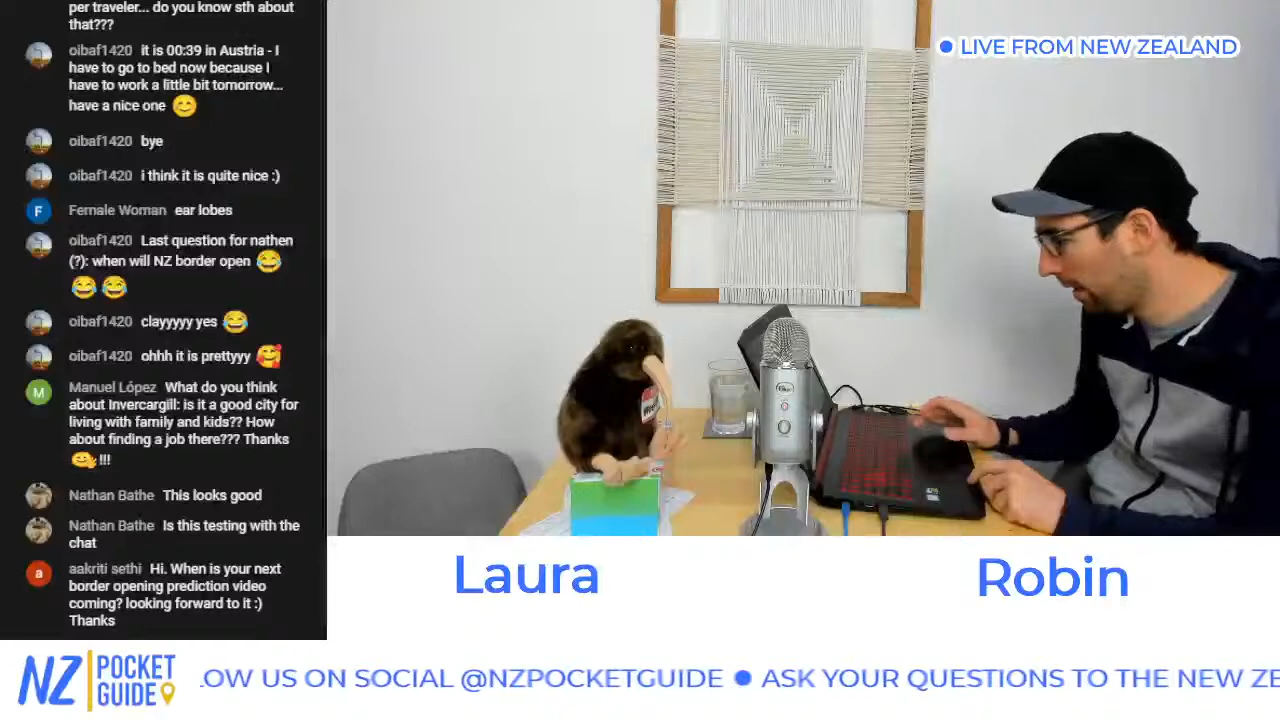 per traveler... do you know sth about
that???
oibaf1420 it is 00:39 in Austria - I
have to go to bed now because I
have to work a little bit tomorrow...
have a nice one 😊
oibaf1420 bye
oibaf1420 i think it is quite nice :)
F Female Woman ear lobes
oibaf1420 Last question for nathen
(?): when will NZ border open 😂
😂😂
oibaf1420 clayyyyy yes 😂
oibaf1420 ohhh it is prettyyy 🥰
M Manuel López What do you think
about Invercargill: is it a good city for
living with family and kids?? How
about finding a job there??? Thanks
🤗!!!
Nathan Bathe This looks good
Nathan Bathe Is this testing with the
chat
a aakriti sethi Hi. When is your next
border opening prediction video
coming? looking forward to it :)
Thanks
LIVE FROM NEW ZEALAND
Laura
Robin
NZ POCKET
GUIDE
OW US ON SOCIAL @NZPOCKETGUIDE ● ASK YOUR QUESTIONS TO THE NEW ZE